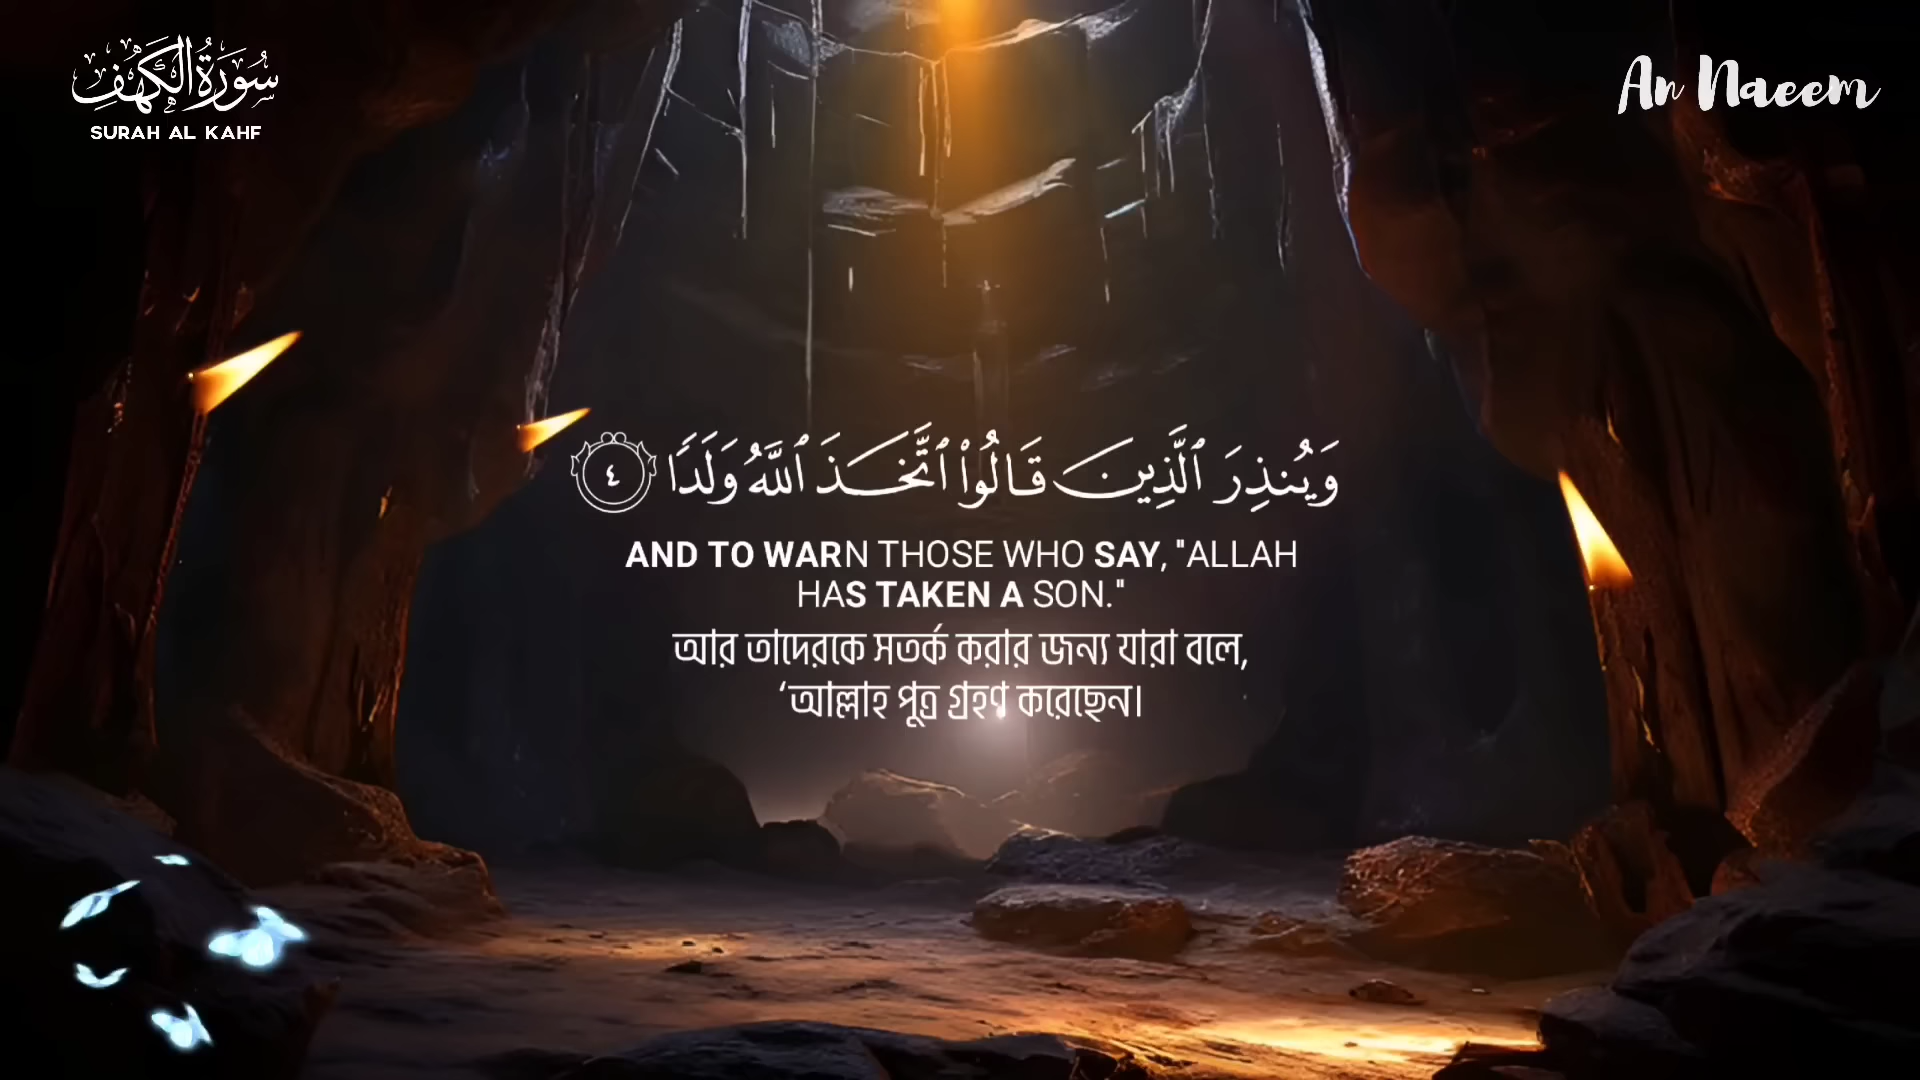 سُورَةُ الكَهْفِ
SURAH AL KAHF
An Naeem
وَيُنذِرَ ٱلَّذِينَ قَالُوا۟ ٱتَّخَذَ ٱللَّهُ وَلَدًا ٤
AND TO WARN THOSE WHO SAY, "ALLAH
HAS TAKEN A SON."
আর তাদেরকে সতর্ক করার জন্য যারা বলে,
‘আল্লাহ পুত্র গ্রহণ করেছেন।